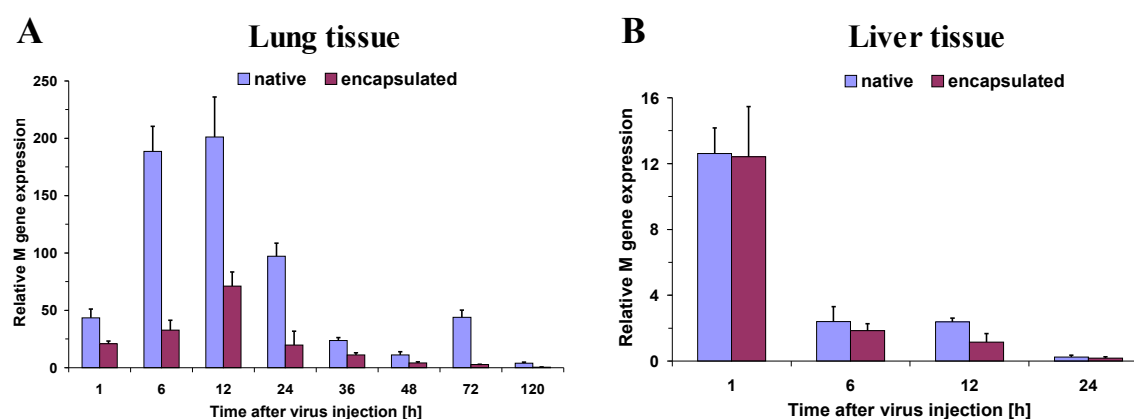 A
Lung tissue
native encapsulated
Relative M gene expression
250
200
150
100
50
0
1 6 12 24 36 48 72 120
Time after virus injection [h]
B
Liver tissue
native encapsulated
Relative M gene expression
16
12
8
4
0
1 6 12 24
Time after virus injection [h]